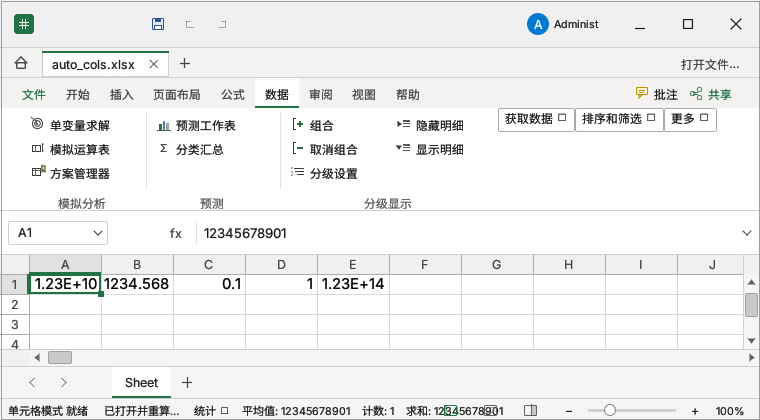 A Administ
auto_cols.xlsx 打开文件...
文件 开始 插入 页面布局 公式 数据 审阅 视图 帮助 批注 共享
单变量求解 预测工作表 组合 隐藏明细 获取数据 排序和筛选 更多
模拟运算表 分类汇总 取消组合 显示明细
方案管理器 分级设置
模拟分析 预测 分级显示
A1 fx 12345678901
A B C D E F G H I J
1 1.23E+10 1234.568 0.1 1 1.23E+14
2
3
4
Sheet
单元格模式 就绪 已打开并重算... 统计 平均值: 12345678901 计数: 1 求和: 12345678901 100%